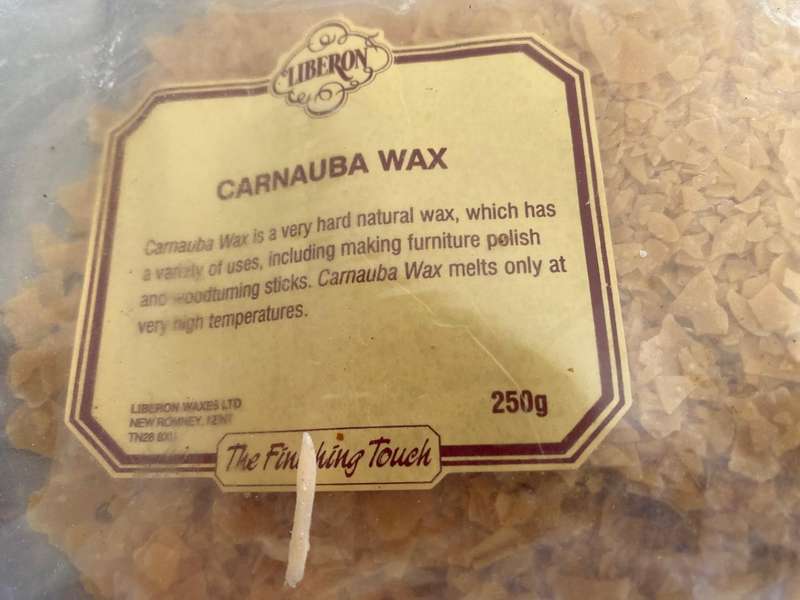 LIBERON
CARNAUBA WAX
Carnauba Wax is a very hard natural wax, which has
a variety of uses, including making furniture polish
and woodturning sticks. Carnauba Wax melts only at
very high temperatures.
250g
LIBERON WAXES LTD
NEW ROMNEY, KENT
TN28
The Finishing Touch